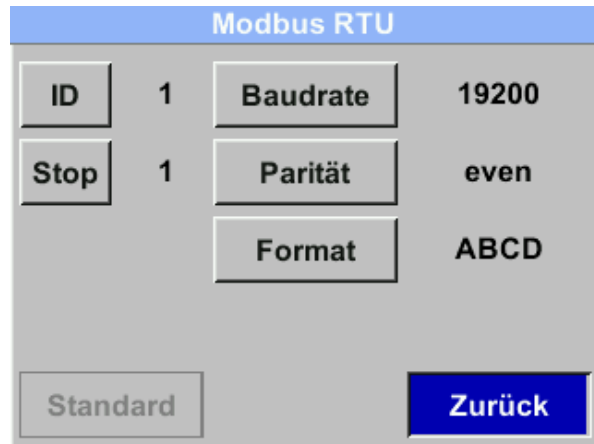 Modbus RTU
ID 1 Baudrate 19200
Stop 1 Parität even
Format ABCD
Standard Zurück